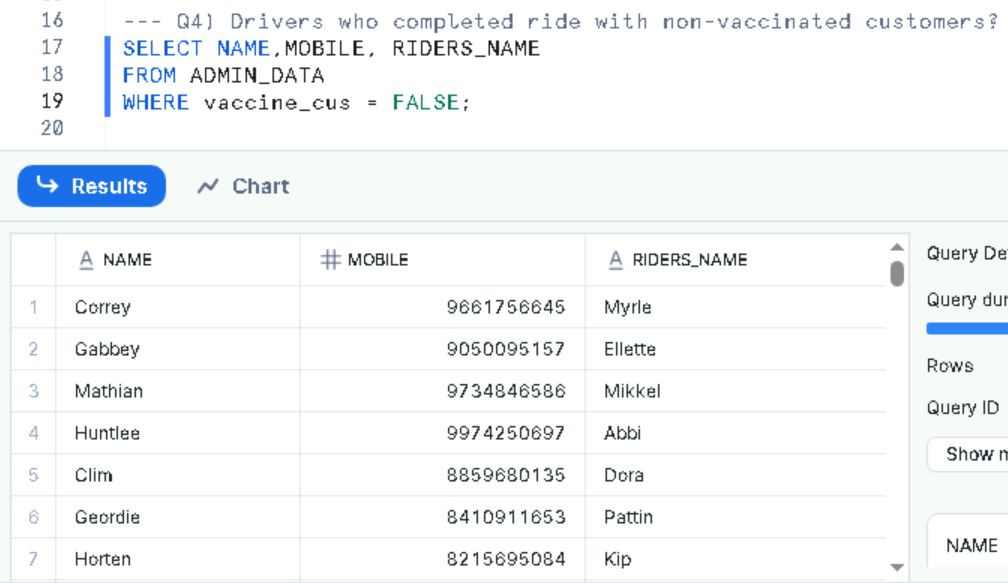 16 --- Q4) Drivers who completed ride with non-vaccinated customers?
17 SELECT NAME,MOBILE, RIDERS_NAME
18 FROM ADMIN_DATA
19 WHERE vaccine_cus = FALSE;
20
Results Chart
NAME MOBILE RIDERS_NAME
1 Correy 9661756645 Myrle
2 Gabbey 9050095157 Ellette
3 Mathian 9734846586 Mikkel
4 Huntlee 9974250697 Abbi
5 Clim 8859680135 Dora
6 Geordie 8410911653 Pattin
7 Horten 8215695084 Kip
Query De
Query dur
Rows
Query ID
Show m
NAME